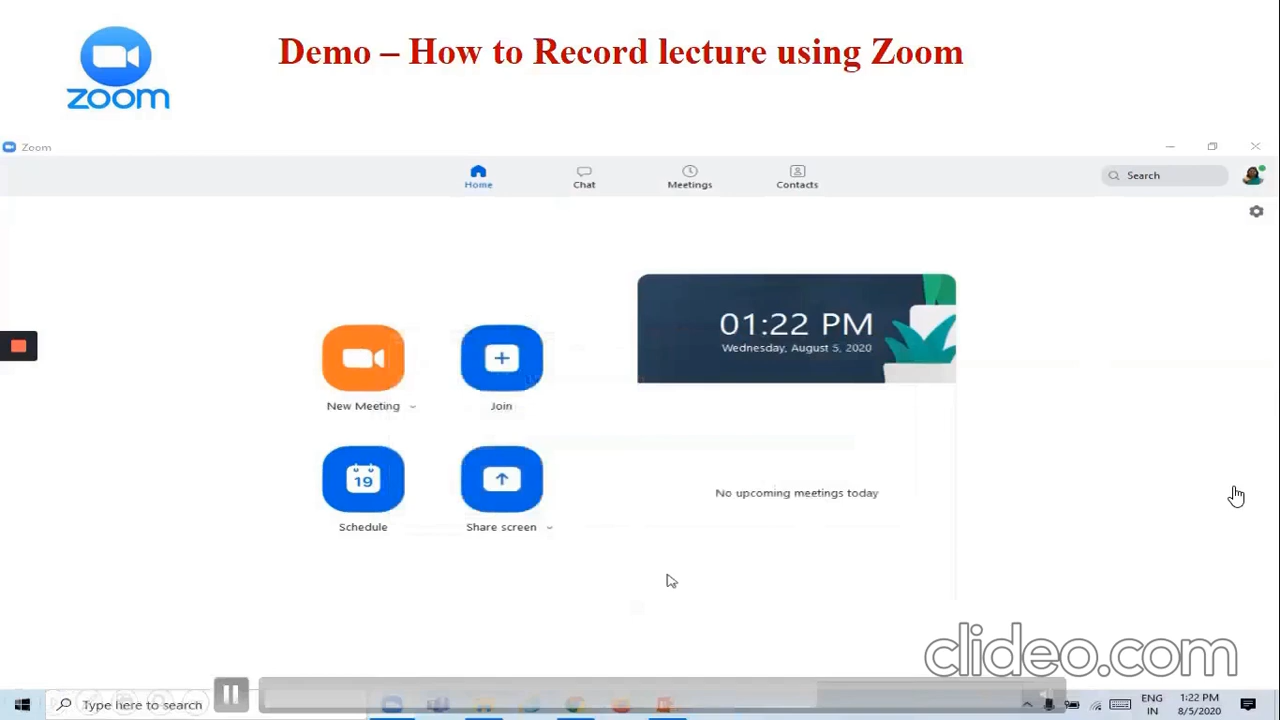 zoom
Demo – How to Record lecture using Zoom
Zoom
Home
Chat
Meetings
Contacts
Search
01:22 PM
Wednesday, August 5, 2020
New Meeting
Join
19
Schedule
Share screen
No upcoming meetings today
clideo.com
Type here to search
ENG
IN
1:22 PM
8/5/2020